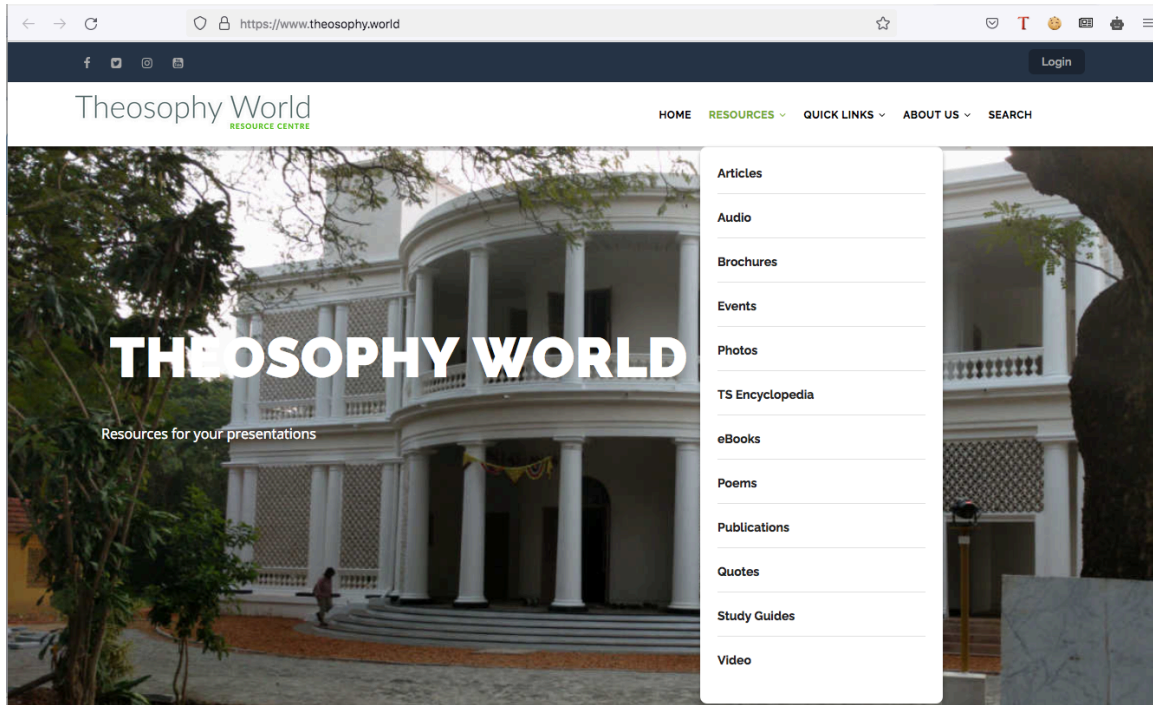 https://www.theosophy.world
T
Login
Theosophy World
RESOURCE CENTRE
HOME RESOURCES QUICK LINKS ABOUT US SEARCH
Articles
Audio
Brochures
Events
Photos
TS Encyclopedia
eBooks
Poems
Publications
Quotes
Study Guides
Video
THEOSOPHY WORLD
Resources for your presentations